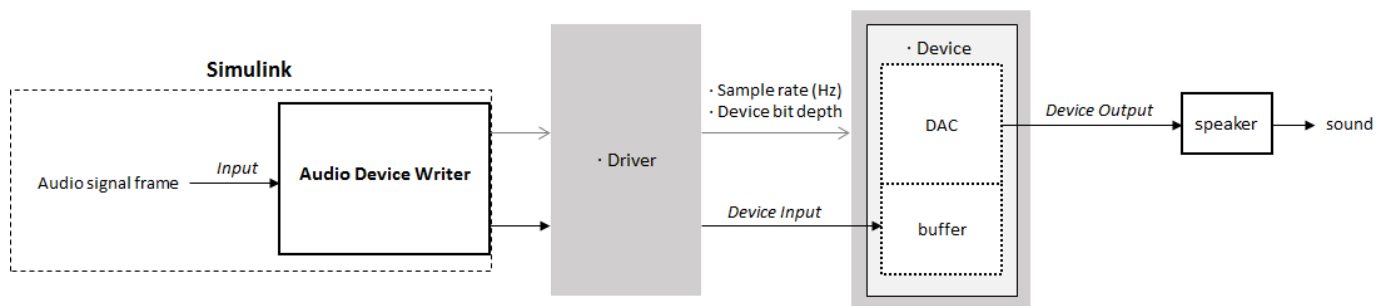 Simulink
Audio signal frame
Input
Audio Device Writer
· Driver
· Sample rate (Hz)
· Device bit depth
Device Input
· Device
DAC
buffer
Device Output
speaker
sound